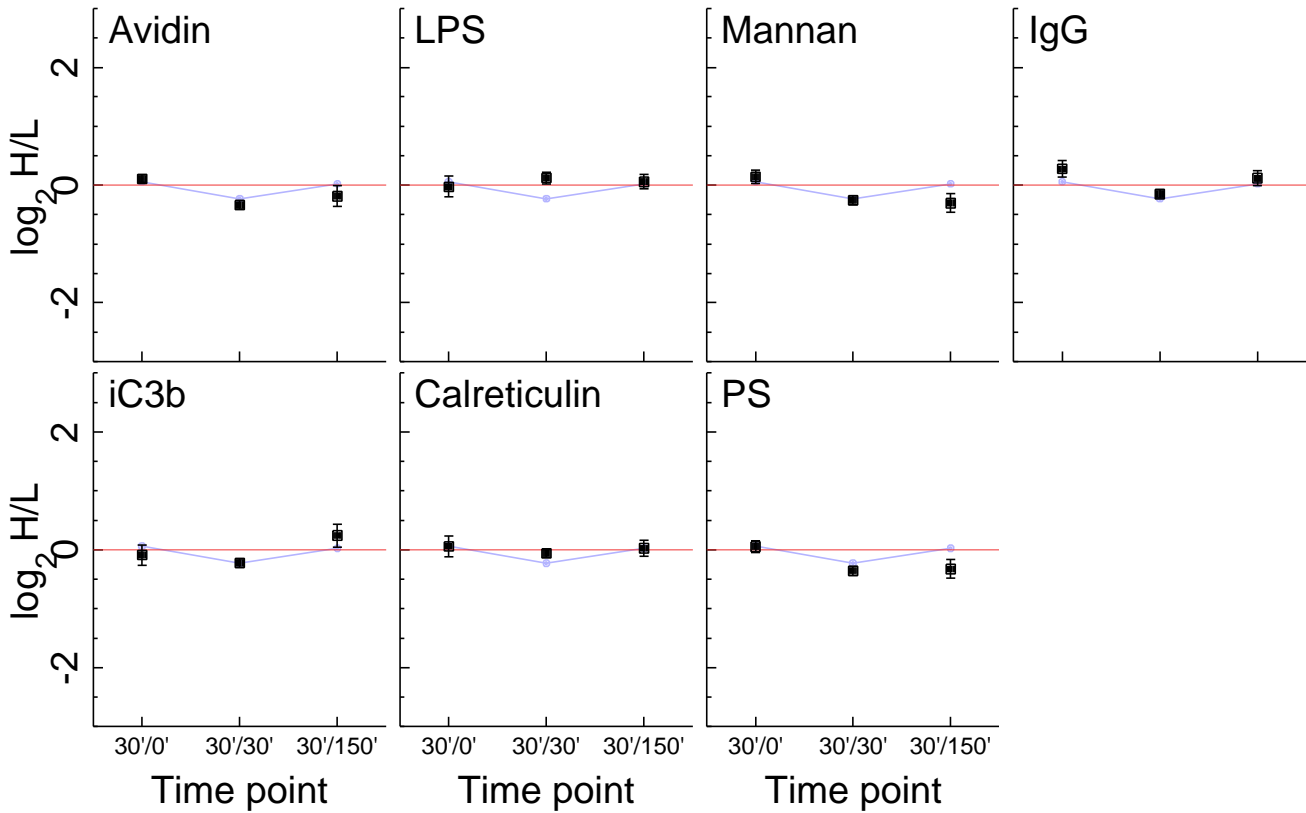 Avidin LPS Mannan IgG
2
0
-2
log2 H/L
iC3b Calreticulin PS
2
0
-2
log2 H/L
30'/0' 30'/30' 30'/150' 30'/0' 30'/30' 30'/150' 30'/0' 30'/30' 30'/150'
Time point Time point Time point